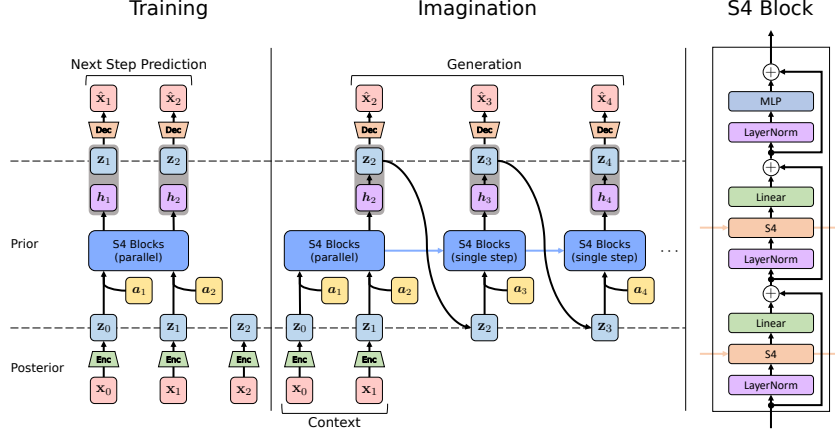 Training
Imagination
S4 Block
Next Step Prediction
Generation
x̂₁ x̂₂ x̂₂ x̂₃ x̂₄
Dec Dec Dec Dec Dec
z₁ z₂ z₂ z₃ z₄
h₁ h₂ h₂ h₃ h₄
Prior
S4 Blocks
(parallel)
S4 Blocks
(parallel)
S4 Blocks
(single step)
S4 Blocks
(single step)
...
a₁ a₂ a₁ a₂ a₃ a₄
z₀ z₁ z₂ z₀ z₁ z₂ z₃
Posterior
Enc Enc Enc Enc Enc
x₀ x₁ x₂ x₀ x₁
Context
+
MLP
LayerNorm
+
Linear
S4
LayerNorm
+
Linear
S4
LayerNorm